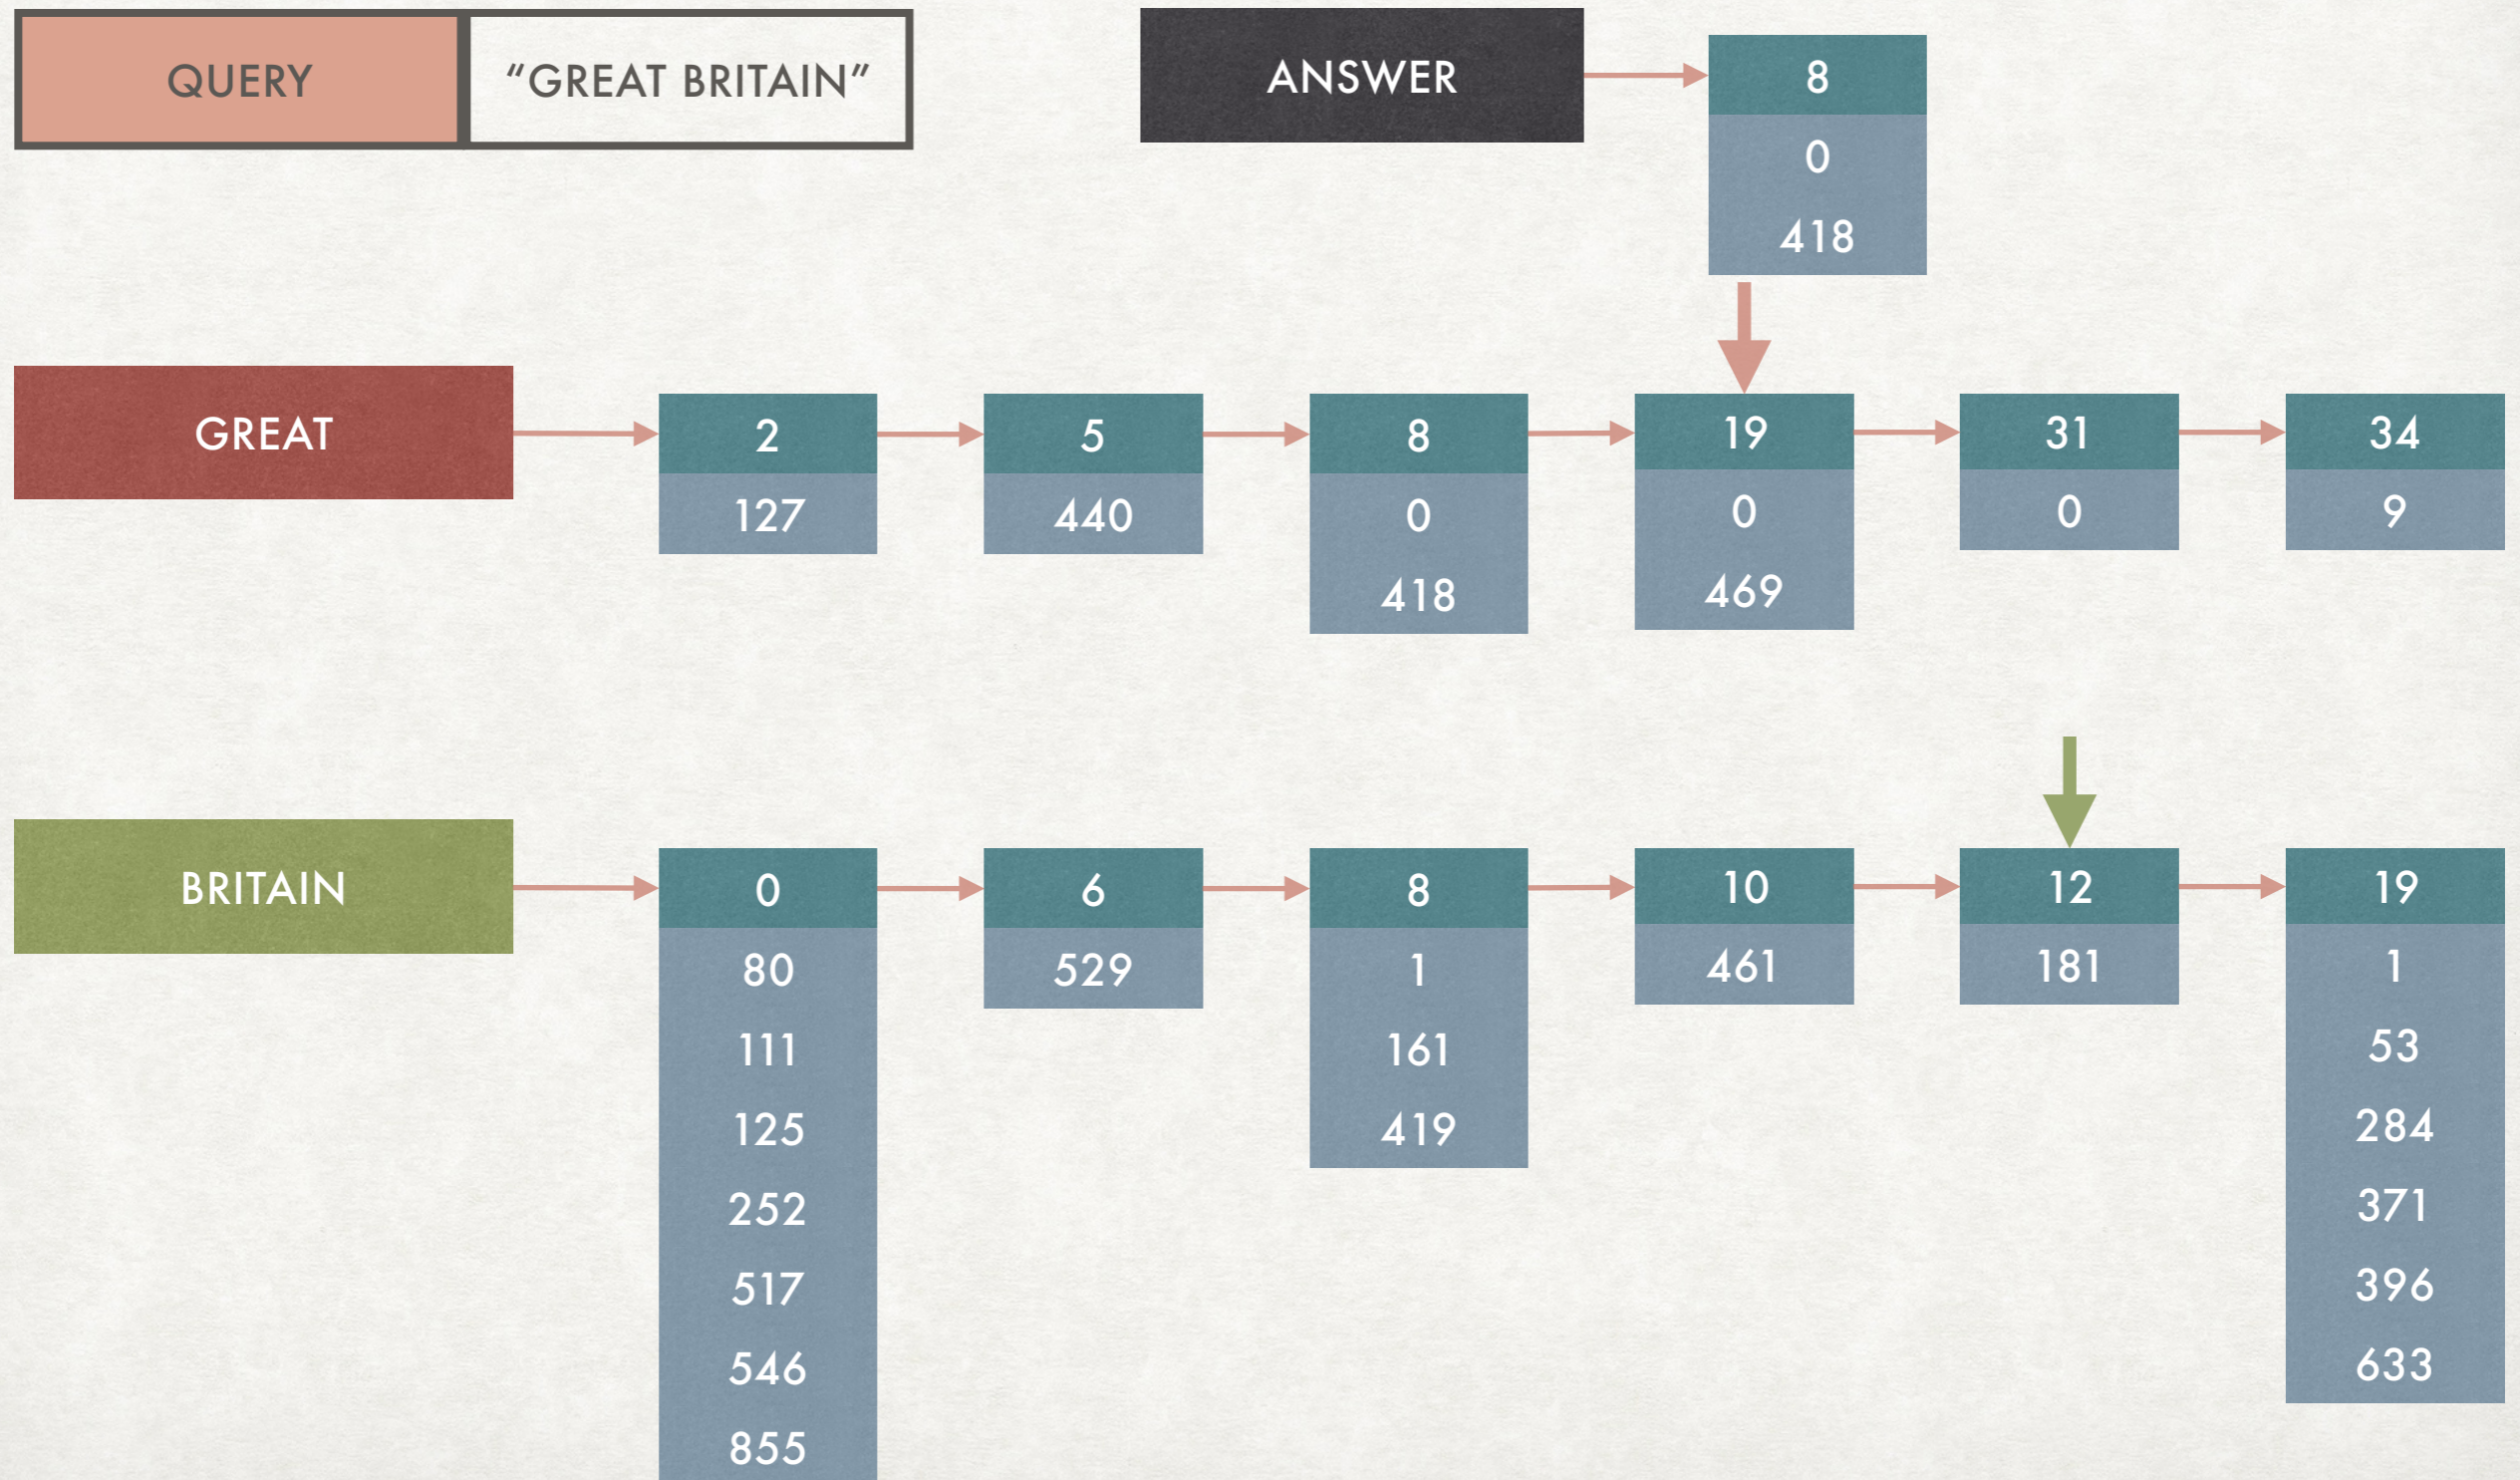 QUERY “GREAT BRITAIN”
ANSWER 8
0
418
GREAT 2 5 8 19 31 34
127 440 0 0 0 9
418 469
BRITAIN 0 6 8 10 12 19
80 529 1 461 181 1
111 161 53
125 419 284
252 371
517 396
546 633
855